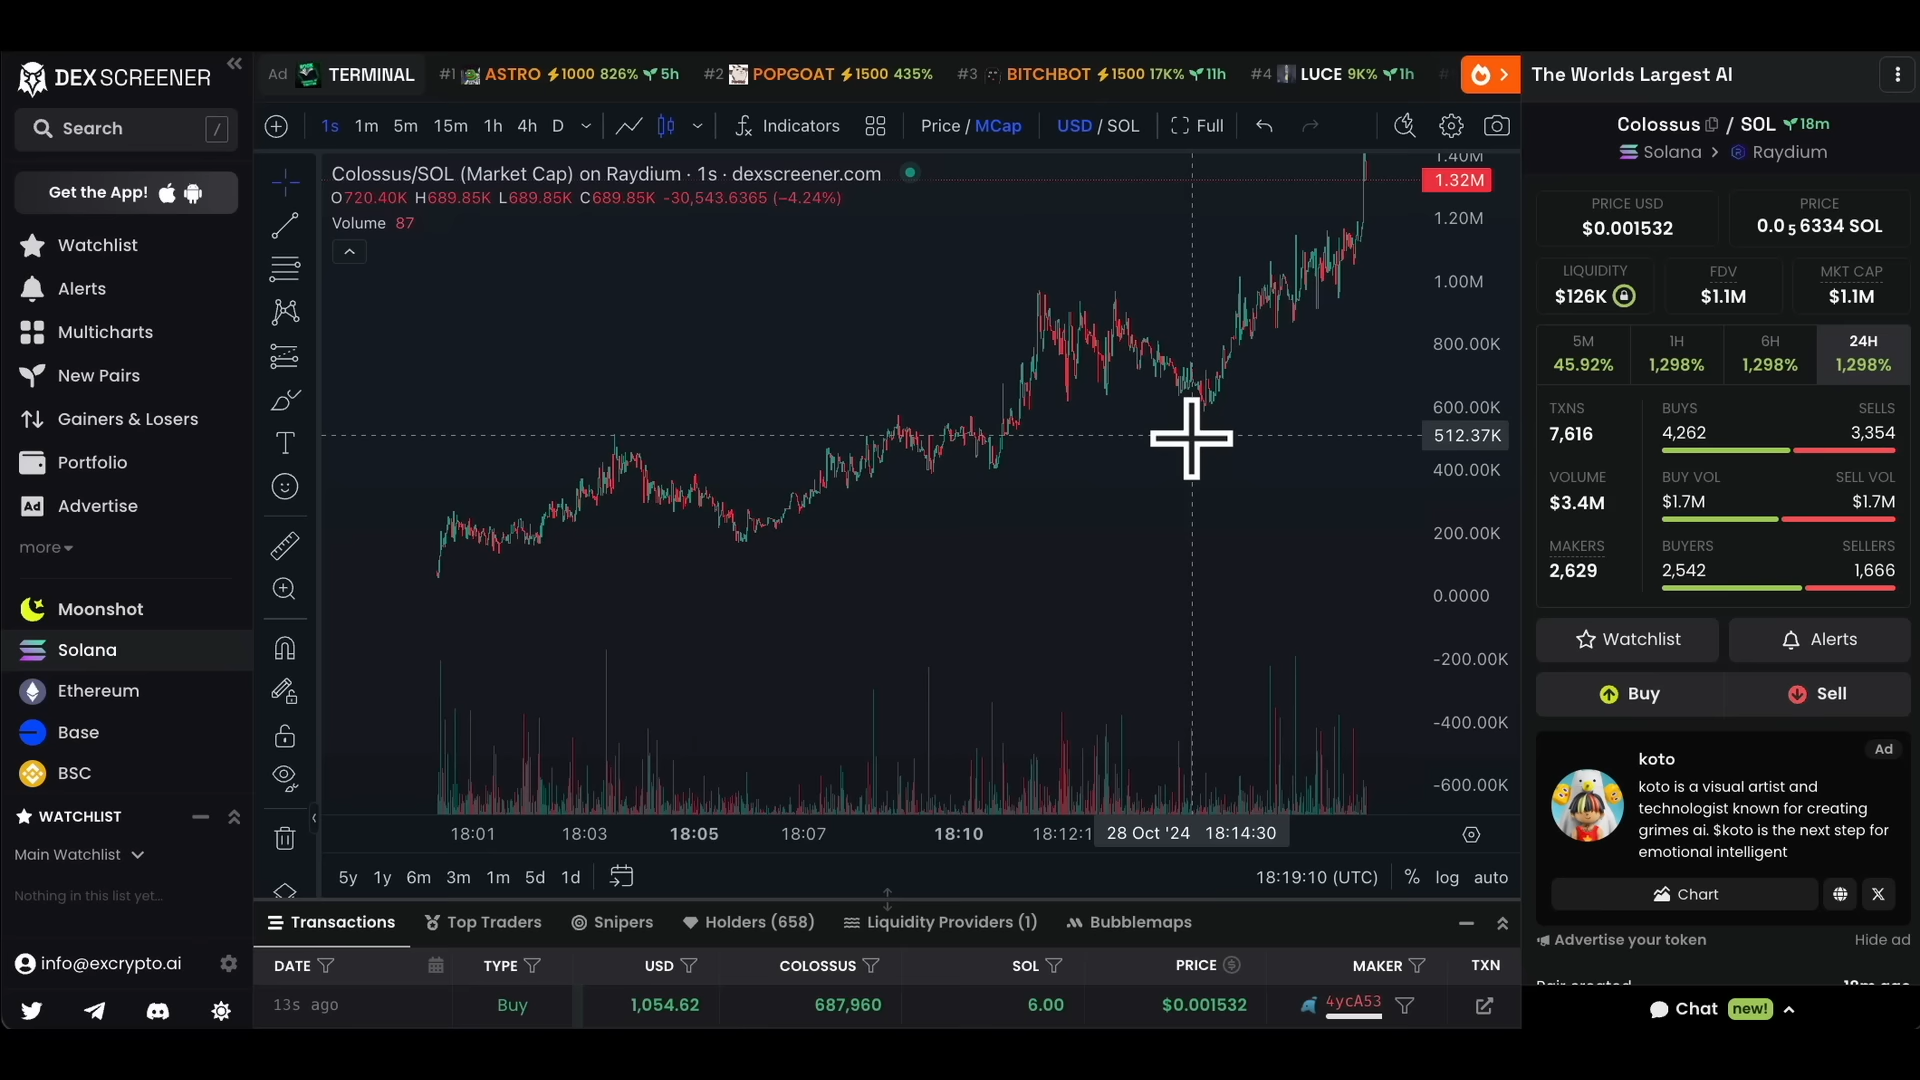 DEX SCREENER
Search
/
Get the App!
Watchlist
Alerts
Multicharts
New Pairs
Gainers & Losers
Portfolio
Ad
Advertise
more
Moonshot
Solana
Ethereum
Base
BSC
WATCHLIST
Main Watchlist
Nothing in this list yet...
info@excrypto.ai
Ad TERMINAL #1 ASTRO 1000 826% 5h #2 POPGOAT 1500 435% #3 BITCHBOT 1500 17K% 11h #4 LUCE 9K% 1h
1s 1m 5m 15m 1h 4h D Indicators Price / MCap USD / SOL Full
Colossus/SOL (Market Cap) on Raydium · 1s · dexscreener.com
O720.40K H689.85K L689.85K C689.85K -30,543.6365 (−4.24%)
Volume 87
1.40M
1.32M
1.20M
1.00M
800.00K
600.00K
512.37K
400.00K
200.00K
0.0000
-200.00K
-400.00K
-600.00K
18:01 18:03 18:05 18:07 18:10 18:12:1 28 Oct '24 18:14:30
5y 1y 6m 3m 1m 5d 1d 18:19:10 (UTC) % log auto
Transactions Top Traders Snipers Holders (658) Liquidity Providers (1) Bubblemaps
DATE TYPE USD COLOSSUS SOL PRICE MAKER TXN
13s ago Buy 1,054.62 687,960 6.00 $0.001532 4ycA53
The Worlds Largest AI
Colossus / SOL 18m
Solana > Raydium
PRICE USD PRICE
$0.001532 0.0₅6334 SOL
LIQUIDITY FDV MKT CAP
$126K $1.1M $1.1M
5M 1H 6H 24H
45.92% 1,298% 1,298% 1,298%
TXNS BUYS SELLS
7,616 4,262 3,354
VOLUME BUY VOL SELL VOL
$3.4M $1.7M $1.7M
MAKERS BUYERS SELLERS
2,629 2,542 1,666
Watchlist Alerts
Buy Sell
koto Ad
koto is a visual artist and
technologist known for creating
grimes ai. $koto is the next step for
emotional intelligent
Chart
Advertise your token Hide ad
Pair created 18m ago
Chat new!